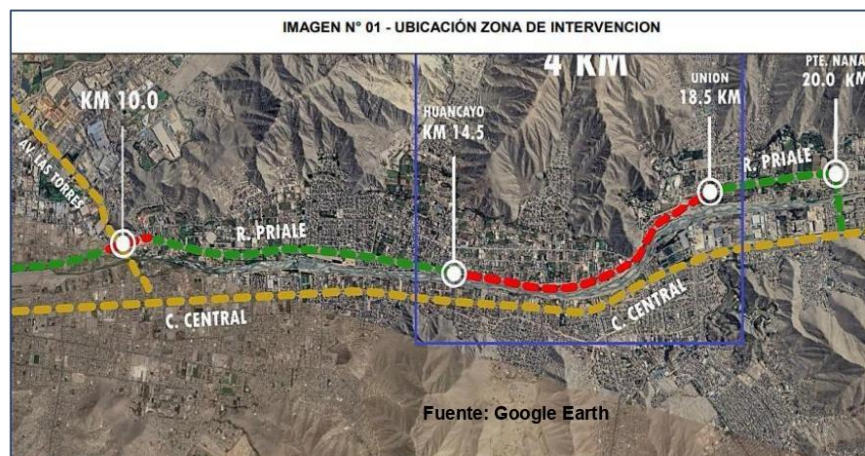 IMAGEN N° 01 - UBICACIÓN ZONA DE INTERVENCION
4 KM
KM 10.0
HUANCAYO
KM 14.5
UNION
18.5 KM
PTE. NANA
20.0 KM
AV. LAS TORRES
R. PRIALE
R. PRIALE
C. CENTRAL
C. CENTRAL
Fuente: Google Earth